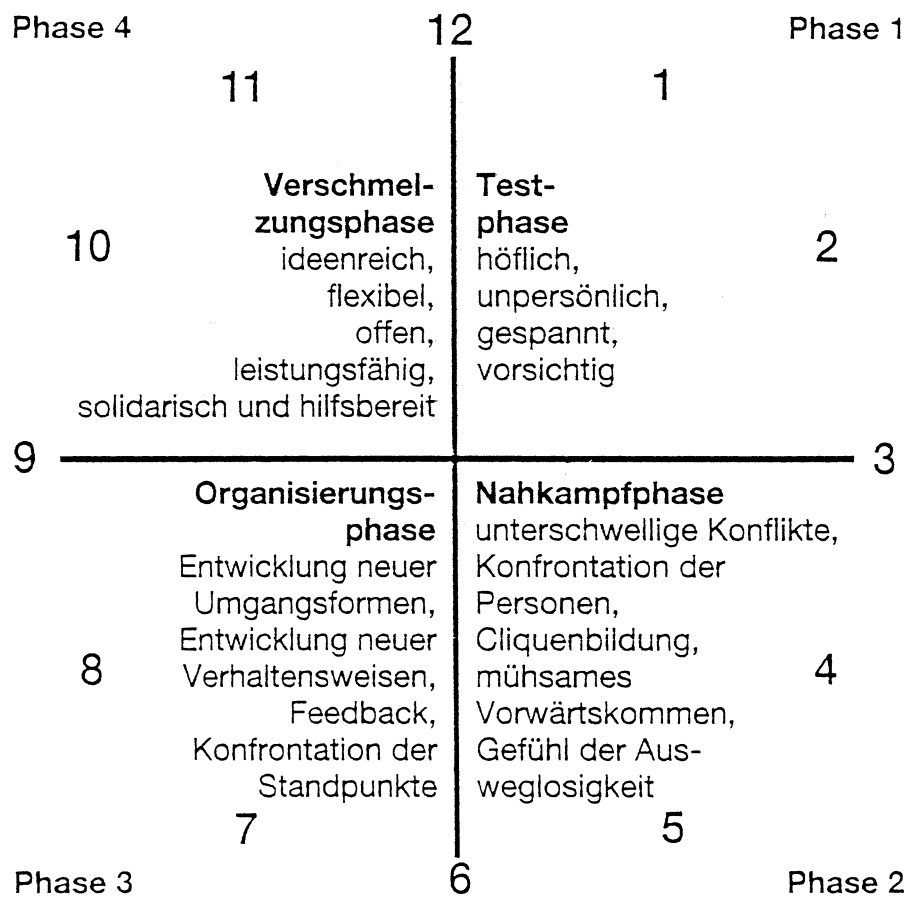 Phase 4
12
Phase 1
11
1
10
Verschmel-
zungsphase
ideenreich,
flexibel,
offen,
leistungsfähig,
solidarisch und hilfsbereit
Test-
phase
höflich,
unpersönlich,
gespannt,
vorsichtig
2
9
3
Organisierungs-
phase
Entwicklung neuer
Umgangsformen,
Entwicklung neuer
Verhaltensweisen,
Feedback,
Konfrontation der
Standpunkte
8
Nahkampfphase
unterschwellige Konflikte,
Konfrontation der
Personen,
Cliquenbildung,
mühsames
Vorwärtskommen,
Gefühl der Aus-
weglosigkeit
4
7
5
Phase 3
6
Phase 2